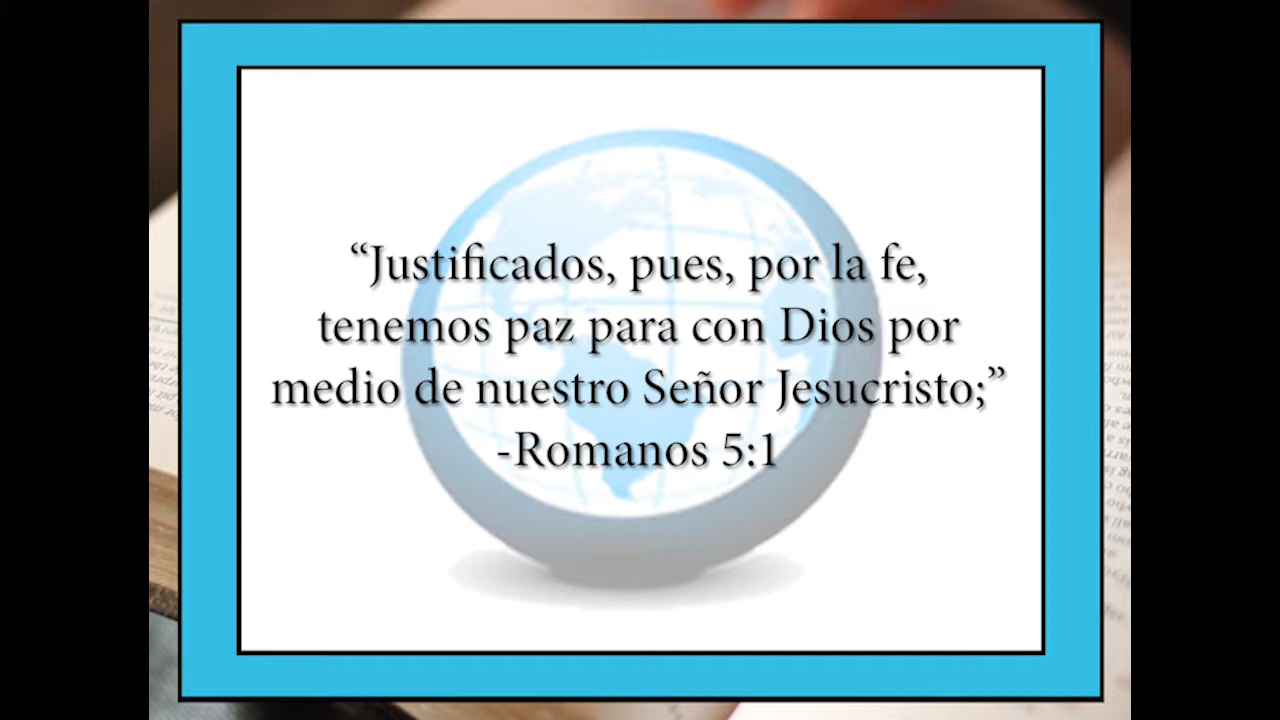 “Justificados, pues, por la fe,
tenemos paz para con Dios por
medio de nuestro Señor Jesucristo;”
-Romanos 5:1